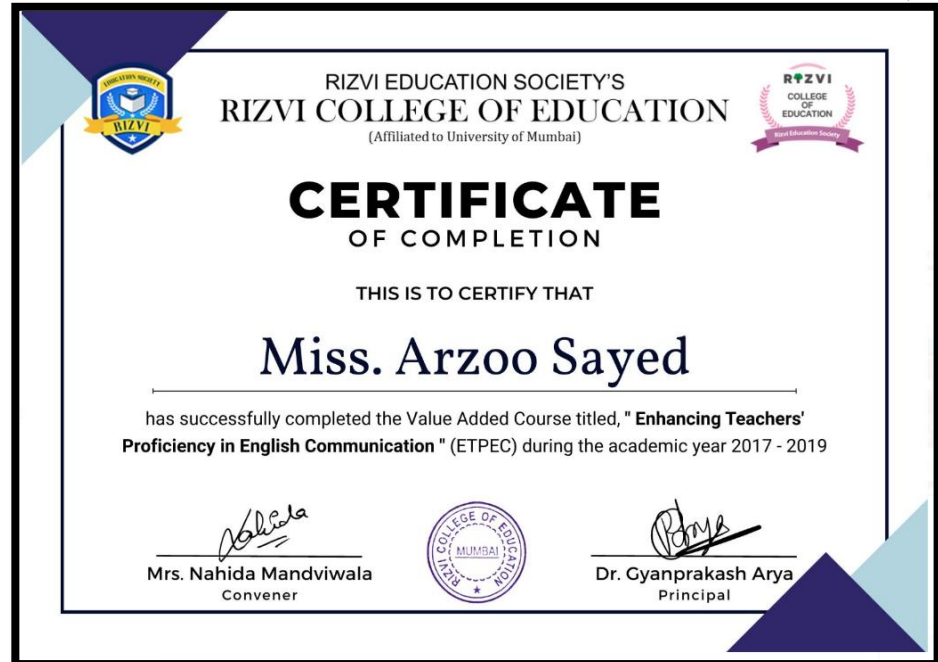 EDUCATION SOCIETY
RIZVI
RIZVI EDUCATION SOCIETY'S
RIZVI COLLEGE OF EDUCATION
(Affiliated to University of Mumbai)
RIZVI
COLLEGE
OF
EDUCATION
Rizvi Education Society
CERTIFICATE
OF COMPLETION
THIS IS TO CERTIFY THAT
Miss. Arzoo Sayed
has successfully completed the Value Added Course titled, " Enhancing Teachers'
Proficiency in English Communication " (ETPEC) during the academic year 2017 - 2019
Nahida
Mrs. Nahida Mandviwala
Convener
RIZVI COLLEGE OF EDUCATION
MUMBAI
Dr. Gyanprakash Arya
Principal